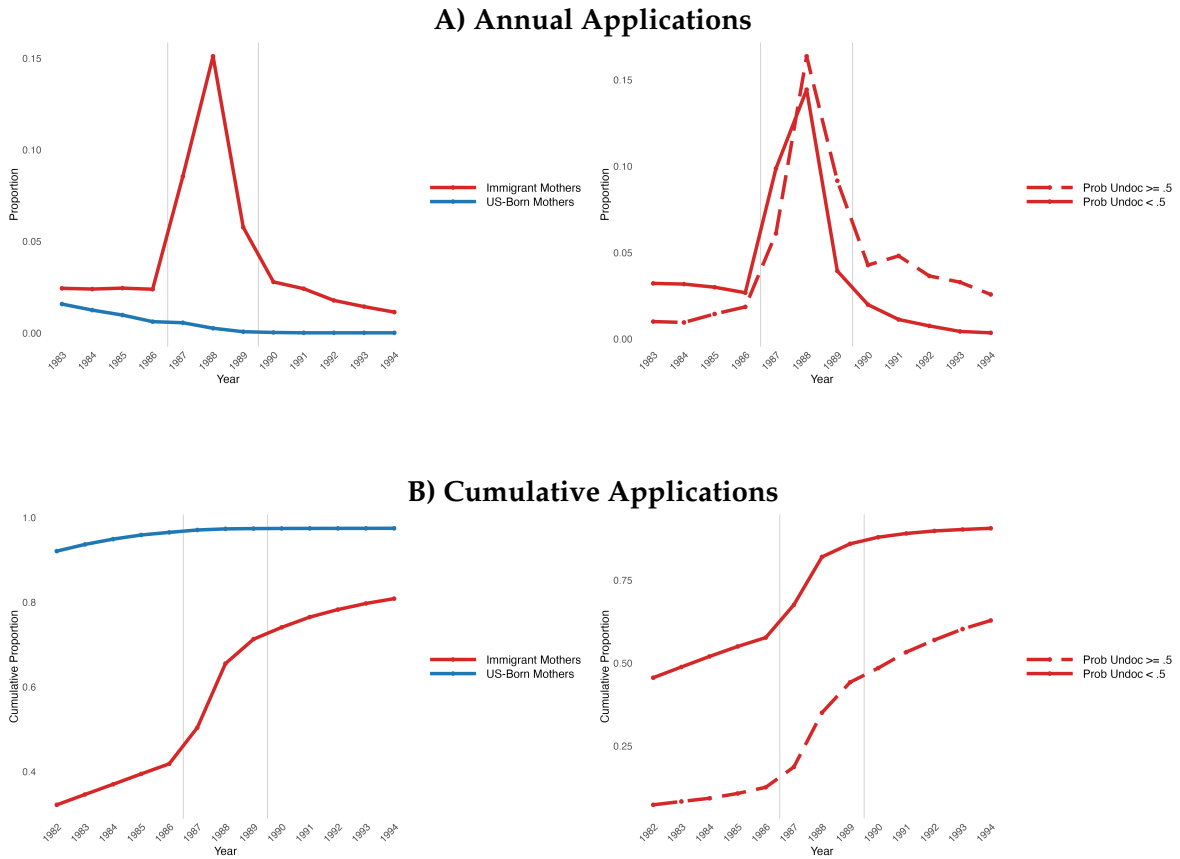 A) Annual Applications
0.15
0.10
0.05
0.00
Proportion
1983 1984 1985 1986 1987 1988 1989 1990 1991 1992 1993 1994
Year
Immigrant Mothers
US-Born Mothers
0.15
0.10
0.05
0.00
Proportion
1983 1984 1985 1986 1987 1988 1989 1990 1991 1992 1993 1994
Year
Prob Undoc >= .5
Prob Undoc < .5
B) Cumulative Applications
1.0
0.8
0.6
0.4
Cumulative Proportion
1982 1983 1984 1985 1986 1987 1988 1989 1990 1991 1992 1993 1994
Year
Immigrant Mothers
US-Born Mothers
0.75
0.50
0.25
Cumulative Proportion
1982 1983 1984 1985 1986 1987 1988 1989 1990 1991 1992 1993 1994
Year
Prob Undoc >= .5
Prob Undoc < .5